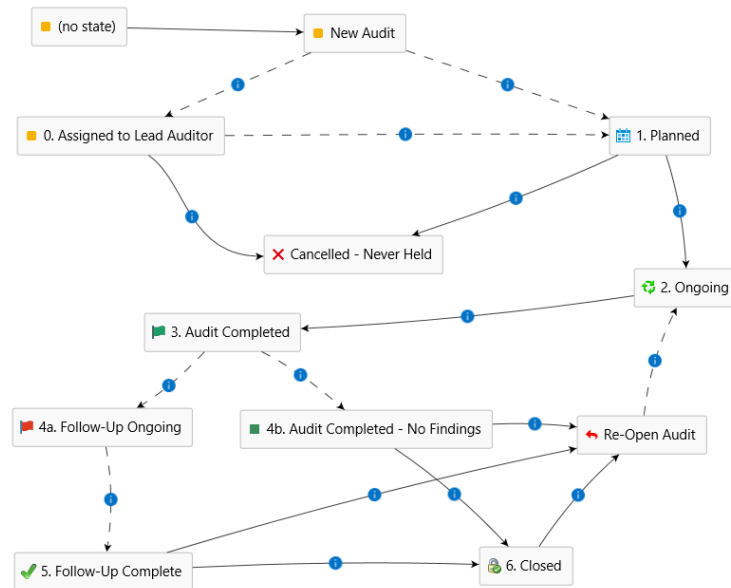 (no state)
New Audit
0. Assigned to Lead Auditor
1. Planned
Cancelled - Never Held
2. Ongoing
3. Audit Completed
4a. Follow-Up Ongoing
4b. Audit Completed - No Findings
Re-Open Audit
5. Follow-Up Complete
6. Closed